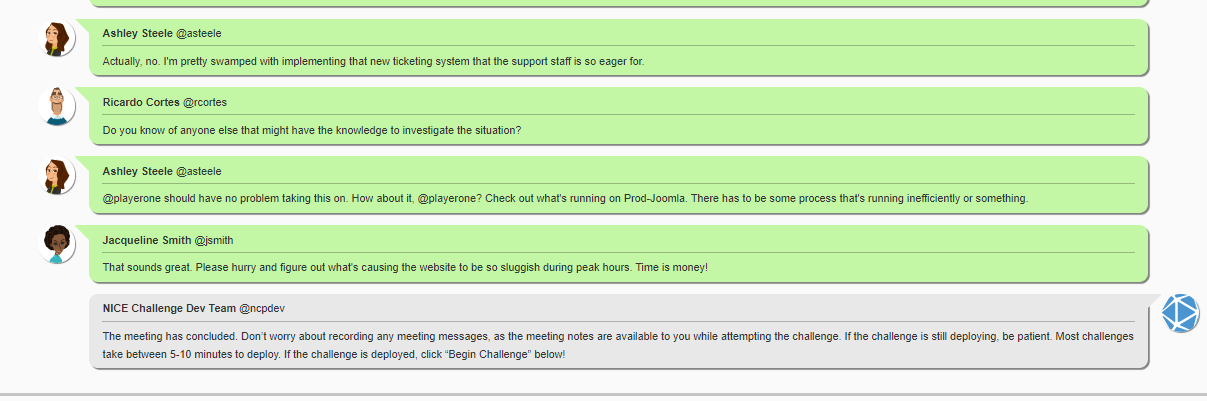 Ashley Steele @asteele
Actually, no. I'm pretty swamped with implementing that new ticketing system that the support staff is so eager for.
Ricardo Cortes @rcortes
Do you know of anyone else that might have the knowledge to investigate the situation?
Ashley Steele @asteele
@playerone should have no problem taking this on. How about it, @playerone? Check out what's running on Prod-Joomla. There has to be some process that's running inefficiently or something.
Jacqueline Smith @jsmith
That sounds great. Please hurry and figure out what's causing the website to be so sluggish during peak hours. Time is money!
NICE Challenge Dev Team @ncpdev
The meeting has concluded. Don’t worry about recording any meeting messages, as the meeting notes are available to you while attempting the challenge. If the challenge is still deploying, be patient. Most challenges
take between 5-10 minutes to deploy. If the challenge is deployed, click “Begin Challenge” below!